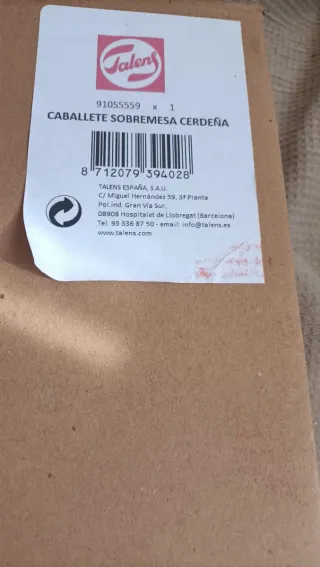 Talens
91055559 x 1
CABALLETE SOBREMESA CERDEÑA
8 712079 394028
TALENS ESPAÑA, S.A.U.
C/ Miguel Hernández 59, 3ª Planta
Pol.ind. Gran Via Sur,
08908 Hospitalet de Llobregat (Barcelona)
Tel. 93 336 87 50 - email: info@talens.es
www.talens.com